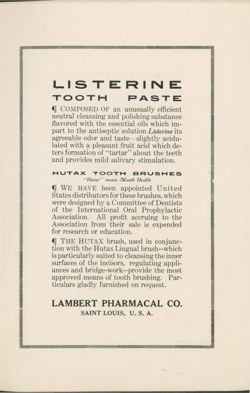 LISTERINE
TOOTH PASTE
¶ COMPOSED OF an unusually efficient
neutral cleansing and polishing substance
flavored with the essential oils which im-
part to the antiseptic solution Listerine its
agreeable odor and taste—slightly acidu-
lated with a pleasant fruit acid which de-
ters formation of "tartar" about the teeth
and provides mild salivary stimulation.
HUTAX TOOTH BRUSHES
"Hutax" means Mouth Health
¶ WE HAVE been appointed United
States distributors for these brushes, which
were designed by a Committee of Dentists
of the International Oral Prophylactic
Association. All profit accruing to the
Association from their sale is expended
for research or education.
¶ THE HUTAX brush, used in conjunc-
tion with the Hutax Lingual brush—which
is particularly suited to cleansing the inner
surfaces of the incisors, regulating appli-
ances and bridge-work—provide the most
approved means of tooth brushing. Par-
ticulars gladly furnished on request.
LAMBERT PHARMACAL CO.
SAINT LOUIS, U. S. A.